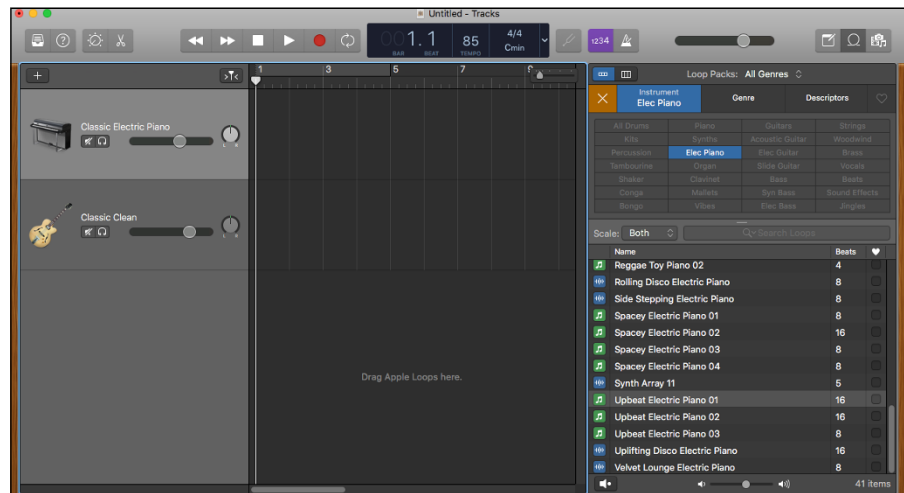 Untitled - Tracks
001. 1
BAR BEAT
85
TEMPO
4/4
Cmin
1234
1 3 5 7 9
Loop Packs: All Genres
Instrument
Elec Piano
Genre
Descriptors
All Drums Piano Guitars Strings
Kits Synths Acoustic Guitar Woodwind
Percussion Elec Piano Elec Guitar Brass
Tambourine Organ Slide Guitar Vocals
Shaker Clavinet Bass Beats
Conga Mallets Syn Bass Sound Effects
Bongo Vibes Elec Bass Jingles
Scale: Both
Search Loops
Name Beats
Reggae Toy Piano 02 4
Rolling Disco Electric Piano 8
Side Stepping Electric Piano 8
Spacey Electric Piano 01 8
Spacey Electric Piano 02 16
Spacey Electric Piano 03 8
Spacey Electric Piano 04 8
Synth Array 11 5
Upbeat Electric Piano 01 16
Upbeat Electric Piano 02 16
Upbeat Electric Piano 03 8
Uplifting Disco Electric Piano 16
Velvet Lounge Electric Piano 8
41 items
Classic Electric Piano
L R
Classic Clean
L R
Drag Apple Loops here.